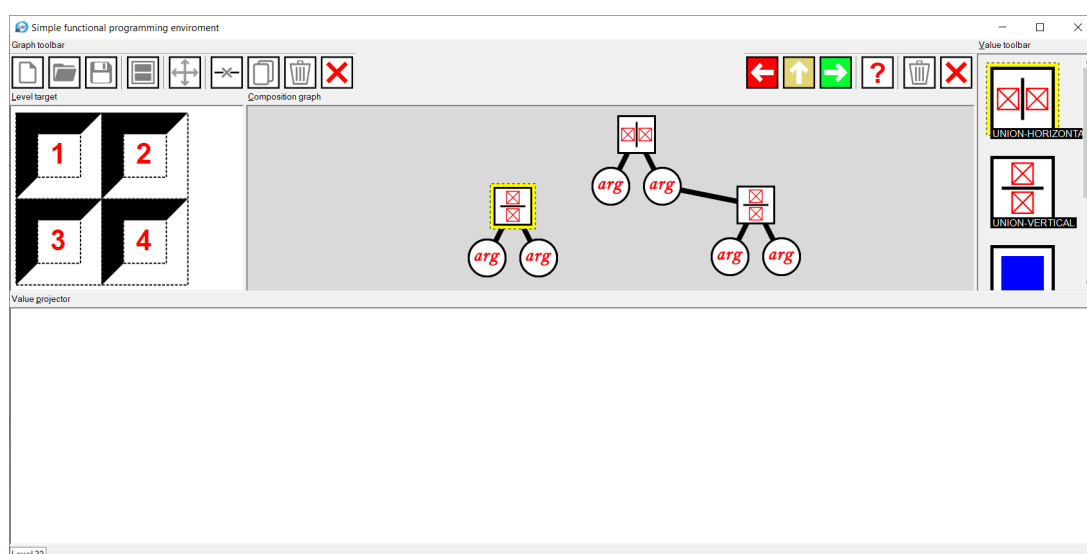 Simple functional programming enviroment
Graph toolbar
Value toolbar
?
Level target
Composition graph
1 2
3 4
arg arg
arg arg
arg arg
UNION-HORIZONTA
UNION-VERTICAL
Value projector
Level 32